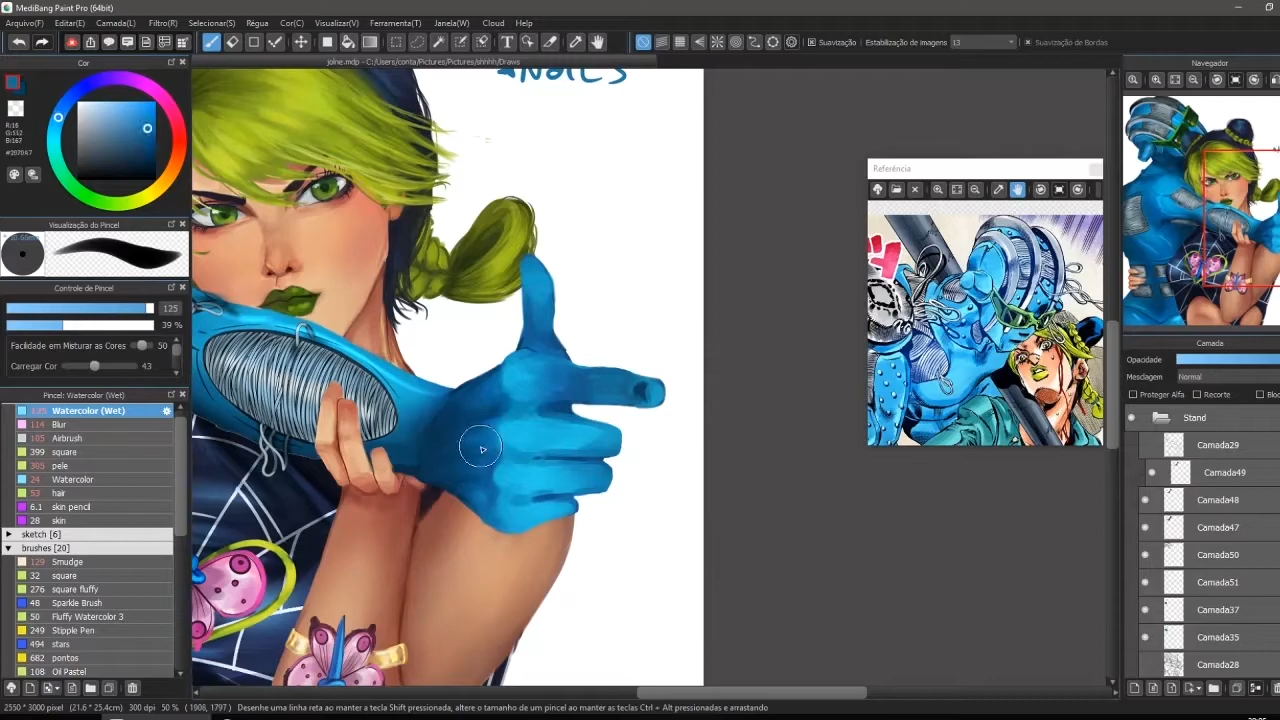 MediBang Paint Pro (64bit)
Arquivo(F) Editar(E) Camada(L) Filtro(R) Selecionar(S) Régua Cor(C) Visualizar(V) Ferramenta(T) Janela(W) Cloud Help
Suavização Estabilização de imagens 13 Suavização de Bordas
Cor
jolne.mdp - C:/Users/conta/Pictures/Pictures/shhhh/Draws
Navegador
NaiLs
R:16
G:112
B:167
#1070A7
Visualização do Pincel
Referência
Controle de Pincel
125
39 %
Facilidade em Misturar as Cores 50
Carregar Cor 43
Camada
Opacidade
Mesclagem Normal
Proteger Alfa Recorte Bloq
Pincel: Watercolor (Wet)
125 Watercolor (Wet)
114 Blur
105 Airbrush
399 square
305 pele
24 Watercolor
53 hair
6.1 skin pencil
28 skin
sketch [6]
brushes [20]
129 Smudge
32 square
276 square fluffy
48 Sparkle Brush
50 Fluffy Watercolor 3
249 Stipple Pen
494 stars
682 pontos
108 Oil Pastel
Stand
Camada29
Camada49
Camada48
Camada47
Camada50
Camada51
Camada37
Camada35
Camada28
2550 * 3000 pixel (21.6 * 25.4cm) 300 dpi 50 % ( 1908, 1797) Desenhe uma linha reta ao manter a tecla Shift pressionada, altere o tamanho de um pincel ao manter as teclas Ctrl + Alt pressionadas e arrastando